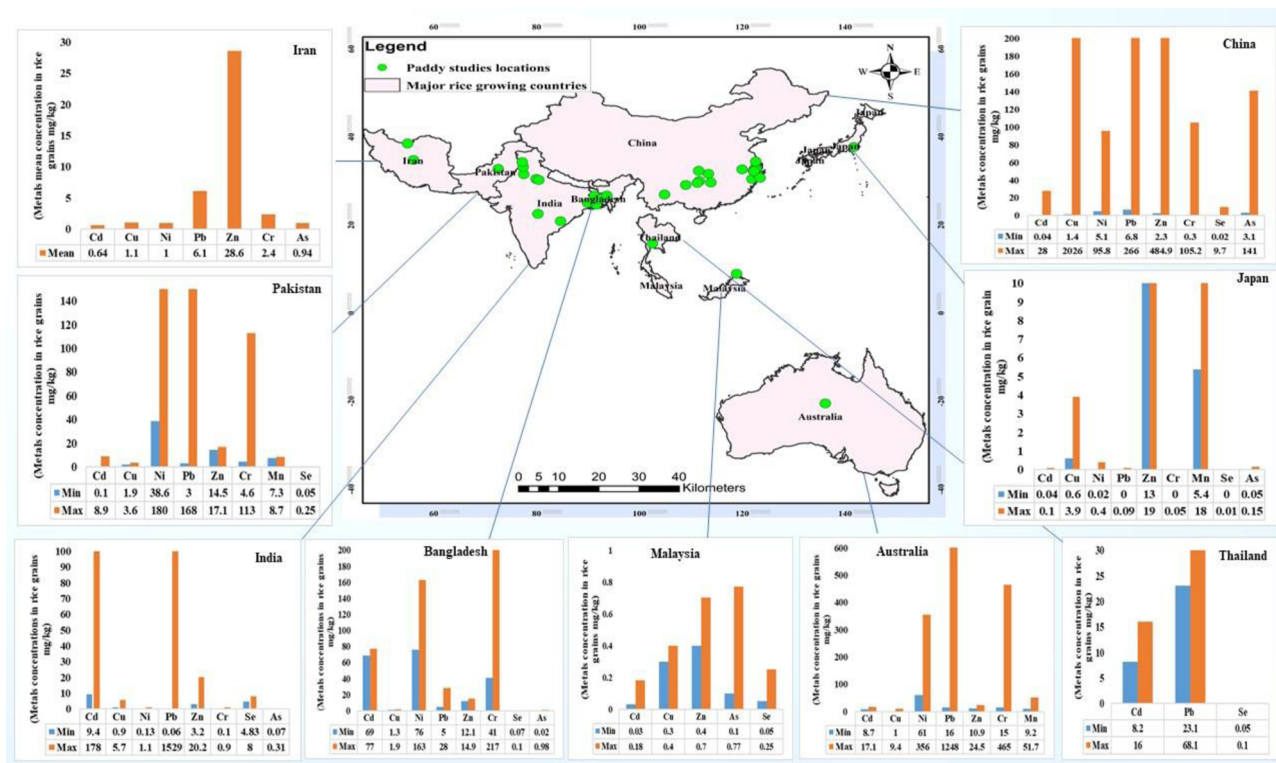 60 80 100 120 140
Legend
Paddy studies locations
Major rice growing countries
N
W E
S
Japan
China
Japan
Japan
Japan
Iran
Pakistan
India
Bangladesh
Thailand
Malaysia
Malaysia
Australia
0 5 10 20 30 40
Kilometers
40
20
0
-20
-40
40
20
0
-20
-40
60 80 100 120 140
Iran
(Metals mean concentration in rice
grains mg/kg)
30
25
20
15
10
5
0
Cd Cu Ni Pb Zn Cr As
Mean 0.64 1.1 1 6.1 28.6 2.4 0.94
China
(Metals concentration in rice grains
mg/kg)
200
180
160
140
120
100
80
60
40
20
0
Cd Cu Ni Pb Zn Cr Se As
Min 0.04 1.4 5.1 6.8 2.3 0.3 0.02 3.1
Max 28 2026 95.8 266 484.9 105.2 9.7 141
Pakistan
(Metals concentration in rice grains
mg/kg)
140
120
100
80
60
40
20
0
Cd Cu Ni Pb Zn Cr Mn Se
Min 0.1 1.9 38.6 3 14.5 4.6 7.3 0.05
Max 8.9 3.6 180 168 17.1 113 8.7 0.25
Japan
(Metals concentration in rice grain
mg/kg)
10
9
8
7
6
5
4
3
2
1
0
Cd Cu Ni Pb Zn Cr Mn Se As
Min 0.04 0.6 0.02 0 13 0 5.4 0 0.05
Max 0.1 3.9 0.4 0.09 19 0.05 18 0.01 0.15
India
(Metals concentrations in rice grains
mg/kg)
100
90
80
70
60
50
40
30
20
10
0
Cd Cu Ni Pb Zn Cr Se As
Min 9.4 0.9 0.13 0.06 3.2 0.1 4.83 0.07
Max 178 5.7 1.1 1529 20.2 0.9 8 0.31
Bangladesh
(Metals concentrations in rice grains
mg/kg)
200
180
160
140
120
100
80
60
40
20
0
Cd Cu Ni Pb Zn Cr Se As
Min 69 1.3 76 5 12.1 41 0.07 0.02
Max 77 1.9 163 28 14.9 217 0.1 0.98
Malaysia
(Metals concentration in rice
grains mg/kg)
1
0.8
0.6
0.4
0.2
0
Cd Cu Zn As Se
Min 0.03 0.3 0.4 0.1 0.05
Max 0.18 0.4 0.7 0.77 0.25
Australia
(Metals concentration in rice grains
mg/kg)
600
500
400
300
200
100
0
Cd Cu Ni Pb Zn Cr Mn
Min 8.7 1 61 16 10.9 15 9.2
Max 17.1 9.4 356 1248 24.5 465 51.7
Thailand
(Metals concentration in rice
grains mg/kg)
30
25
20
15
10
5
0
Cd Pb Se
Min 8.2 23.1 0.05
Max 16 68.1 0.1